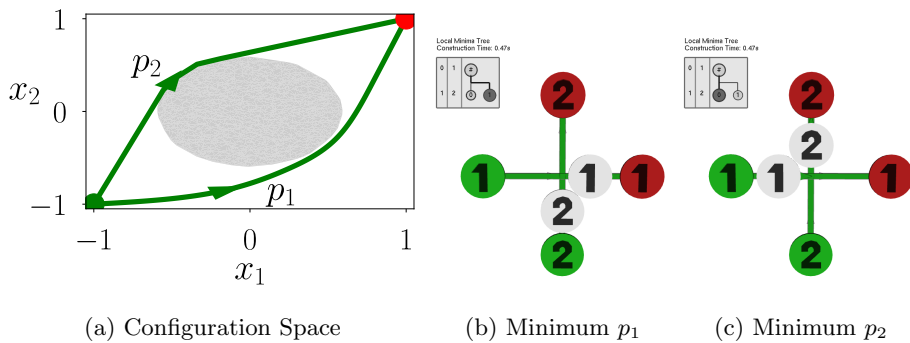 1
0
−1
x₂
p₂
p₁
−1
0
1
x₁
(a) Configuration Space
Local Minima Tree
Construction Time: 0.47s
0 1 #
1 2 0 1
2
1 1 1
2
2
(b) Minimum p₁
Local Minima Tree
Construction Time: 0.47s
0 1 #
1 2 0 1
2
2
1 1 1
2
(c) Minimum p₂